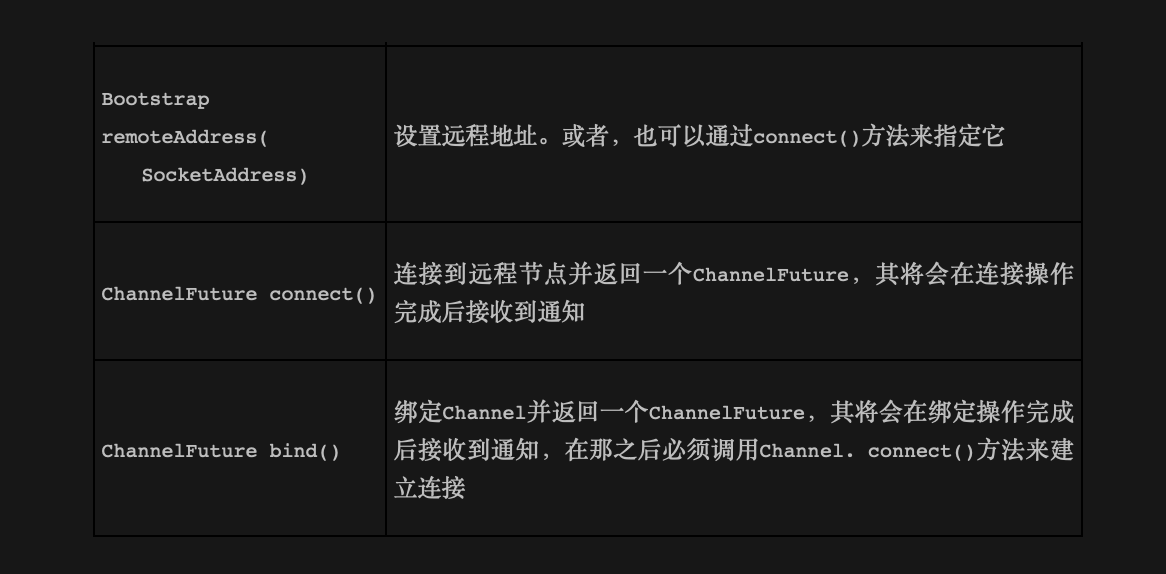 Bootstrap
remoteAddress(
SocketAddress)
设置远程地址。或者，也可以通过connect()方法来指定它
ChannelFuture connect()
连接到远程节点并返回一个ChannelFuture，其将会在连接操作
完成后接收到通知
ChannelFuture bind()
绑定Channel并返回一个ChannelFuture，其将会在绑定操作完成
后接收到通知，在那之后必须调用Channel. connect()方法来建
立连接